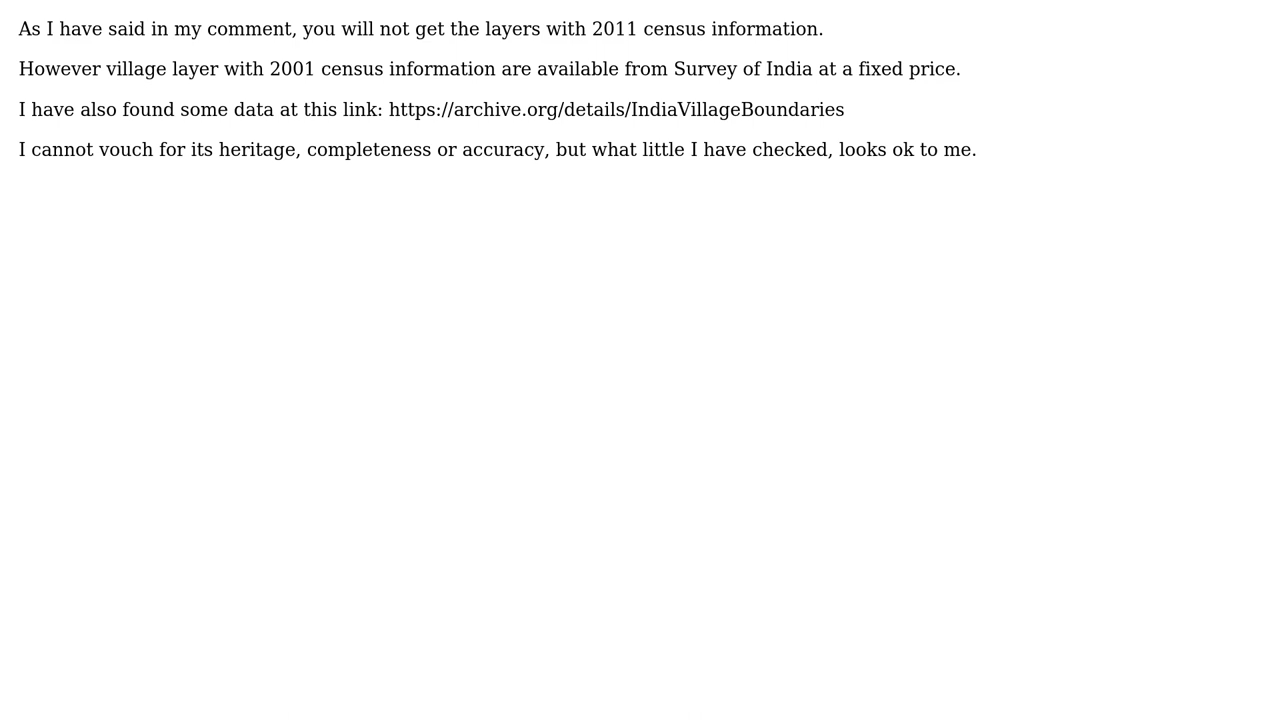 As I have said in my comment, you will not get the layers with 2011 census information.
However village layer with 2001 census information are available from Survey of India at a fixed price.
I have also found some data at this link: https://archive.org/details/IndiaVillageBoundaries
I cannot vouch for its heritage, completeness or accuracy, but what little I have checked, looks ok to me.